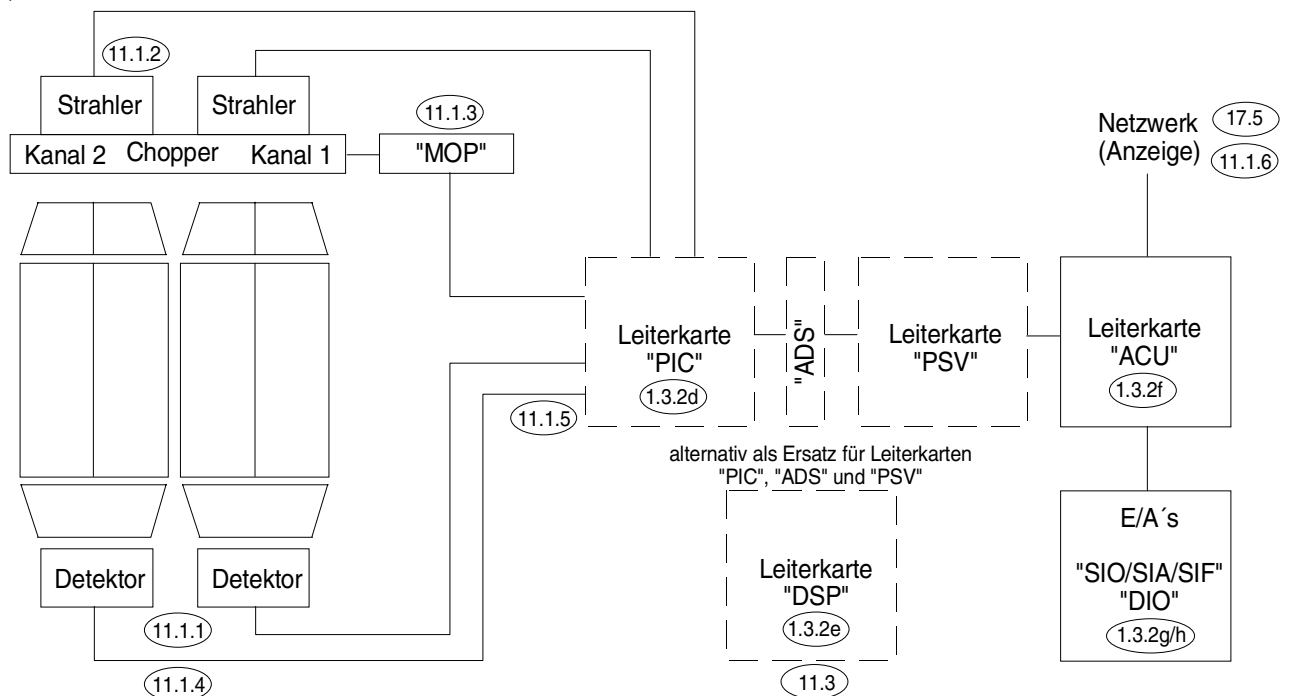 11.1.2
Strahler
Strahler
11.1.3
Kanal 2
Chopper
Kanal 1
"MOP"
Netzwerk
(Anzeige)
17.5
11.1.6
Leiterkarte
"PIC"
1.3.2d
"ADS"
Leiterkarte
"PSV"
Leiterkarte
"ACU"
1.3.2f
11.1.5
alternativ als Ersatz für Leiterkarten
"PIC", "ADS" und "PSV"
Leiterkarte
"DSP"
1.3.2e
11.3
E/A´s
"SIO/SIA/SIF"
"DIO"
1.3.2g/h
Detektor
Detektor
11.1.1
11.1.4